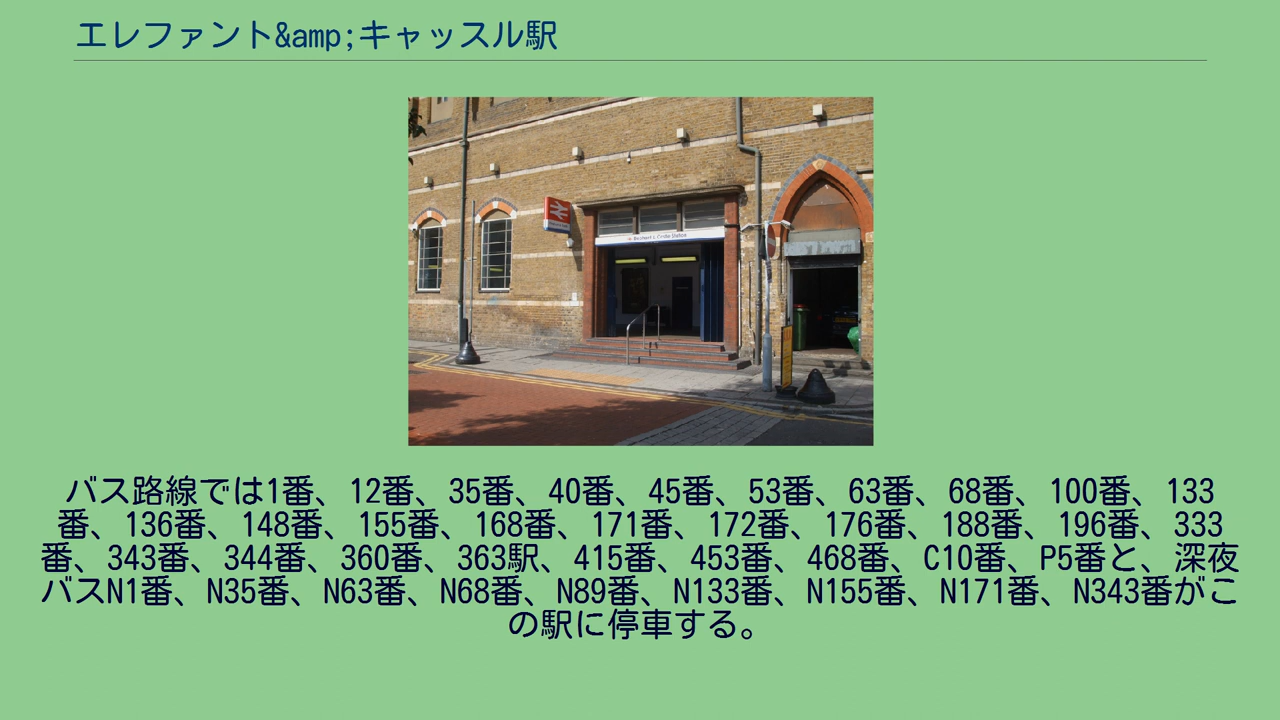 エレファント&amp;キャッスル駅
Elephant & Castle Station
バス路線では1番、12番、35番、40番、45番、53番、63番、68番、100番、133
番、136番、148番、155番、168番、171番、172番、176番、188番、196番、333
番、343番、344番、360番、363駅、415番、453番、468番、C10番、P5番と、深夜
バスN1番、N35番、N63番、N68番、N89番、N133番、N155番、N171番、N343番がこ
の駅に停車する。